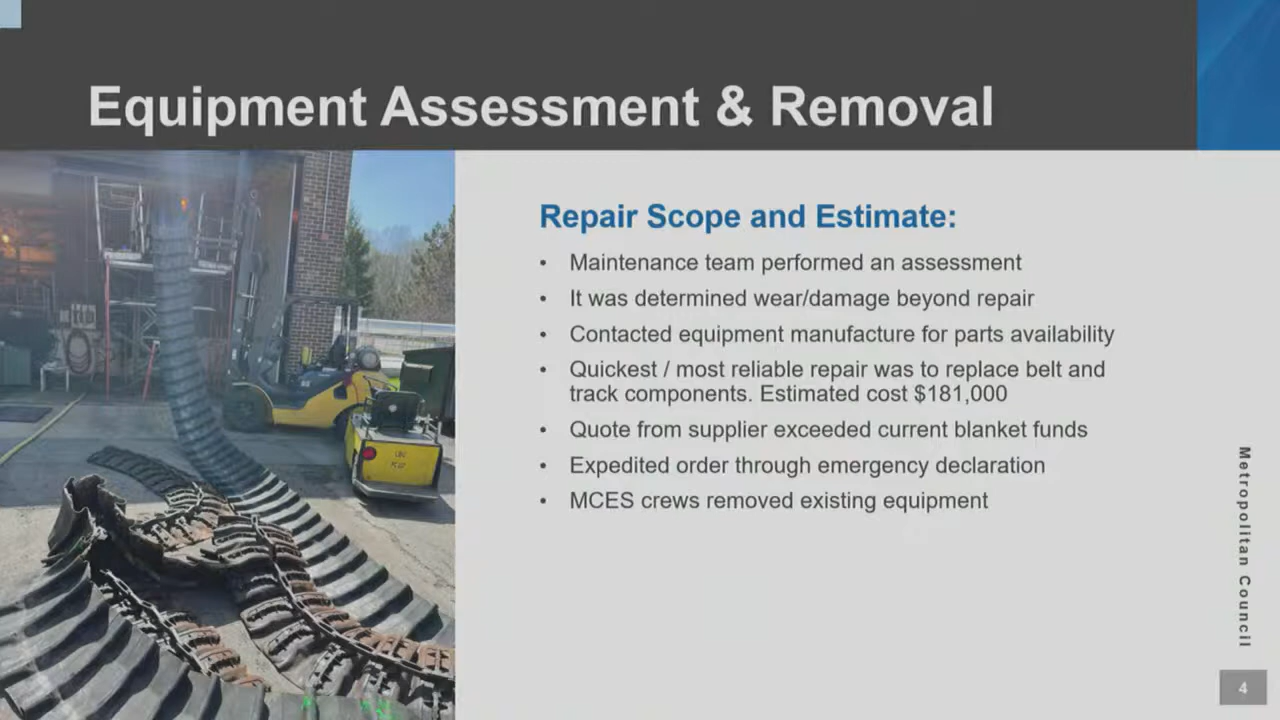 Equipment Assessment & Removal
Repair Scope and Estimate:
• Maintenance team performed an assessment
• It was determined wear/damage beyond repair
• Contacted equipment manufacture for parts availability
• Quickest / most reliable repair was to replace belt and
track components. Estimated cost $181,000
• Quote from supplier exceeded current blanket funds
• Expedited order through emergency declaration
• MCES crews removed existing equipment
Metropolitan Council
4